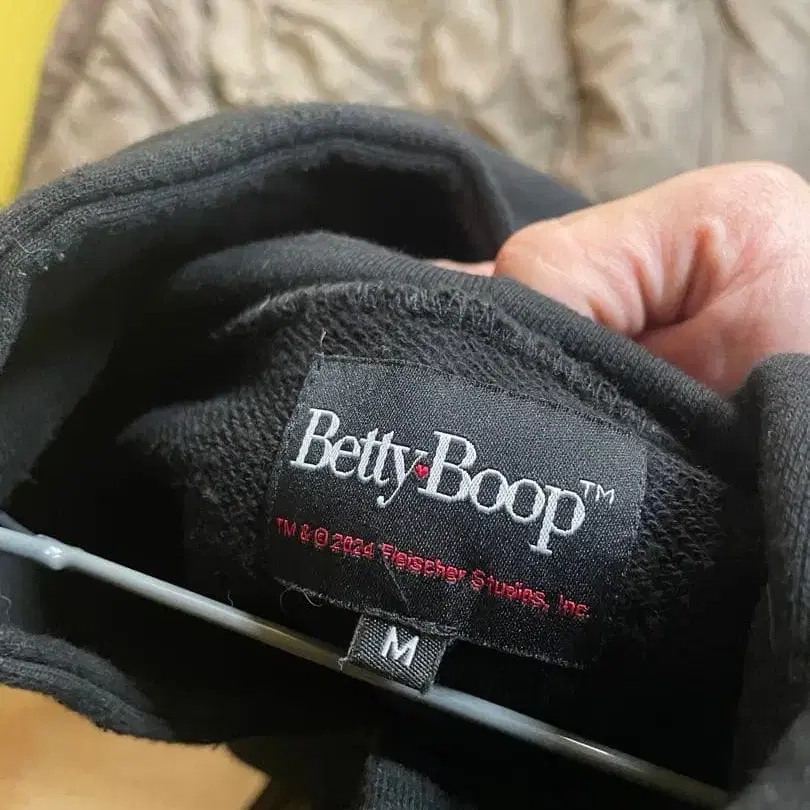 Betty♥Boop™
TM & © 2024 Fleischer Studios, Inc.
M